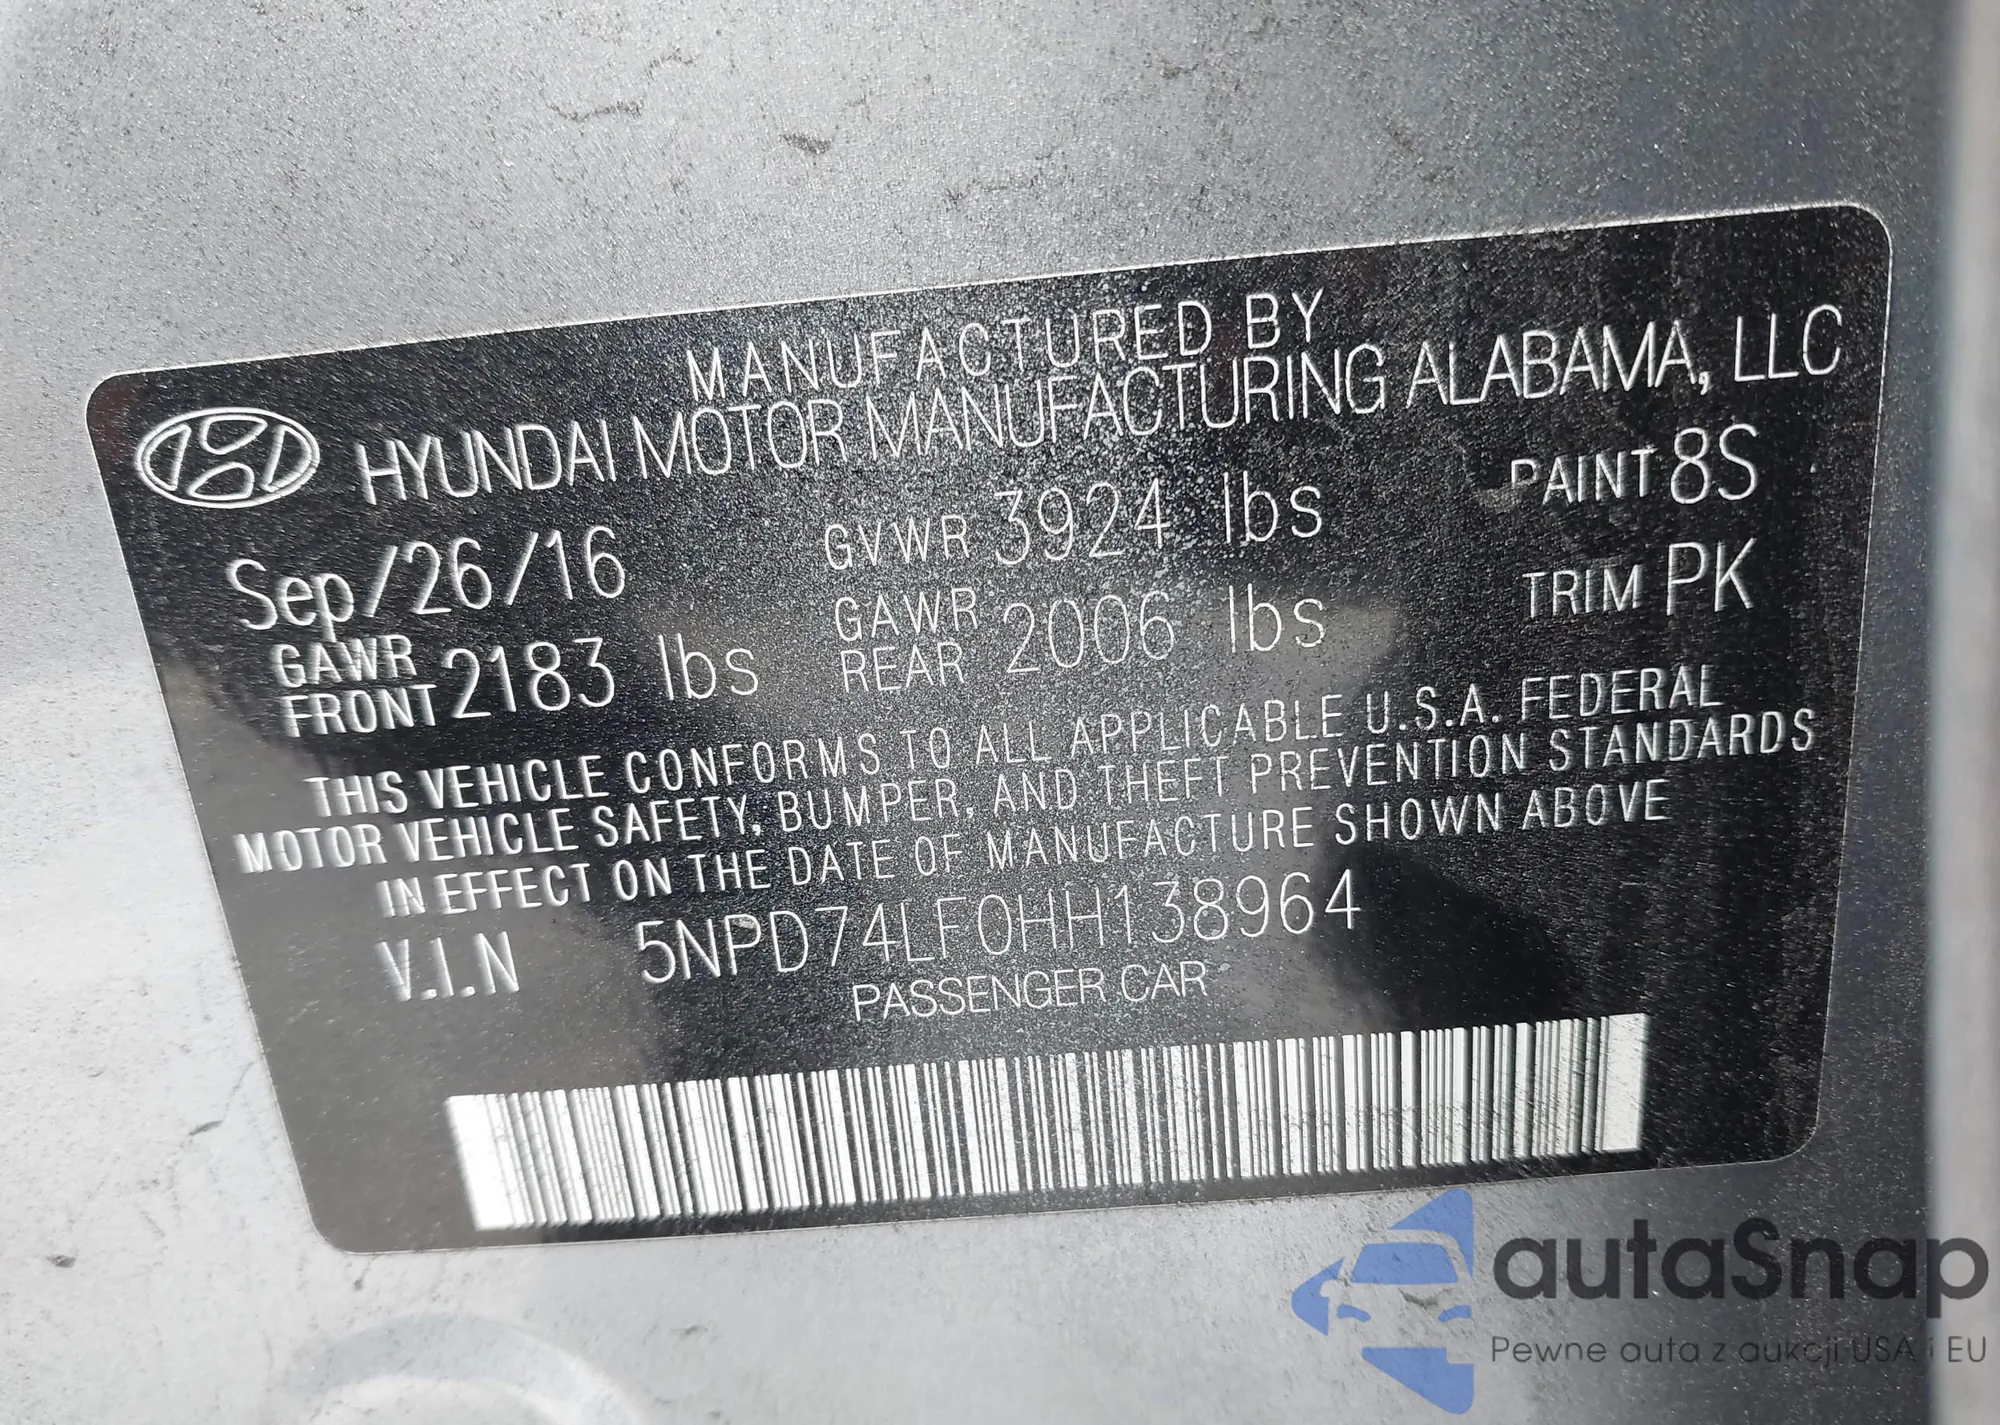 MANUFACTURED BY
HYUNDAI MOTOR MANUFACTURING ALABAMA, LLC
Sep/26/16 GVWR 3924 lbs PAINT 8S
GAWR FRONT 2183 lbs GAWR REAR 2006 lbs TRIM PK
THIS VEHICLE CONFORMS TO ALL APPLICABLE U.S.A. FEDERAL
MOTOR VEHICLE SAFETY, BUMPER, AND THEFT PREVENTION STANDARDS
IN EFFECT ON THE DATE OF MANUFACTURE SHOWN ABOVE
V.I.N 5NPD74LF0HH138964
PASSENGER CAR
autaSnap
Pewne auta z aukcji USA i EU